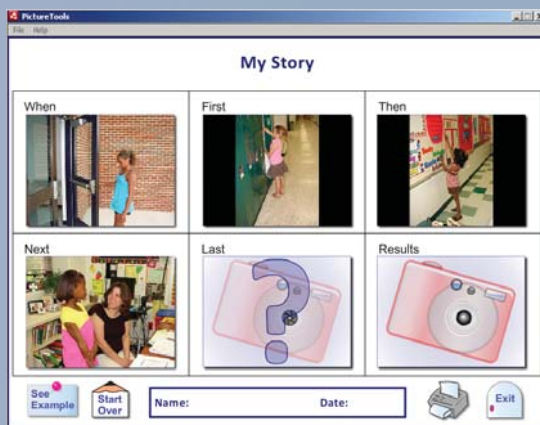 PictureTools
File Help
My Story
When
First
Then
Next
Last
Results
?
See
Example
Start
Over
Name:
Date:
Exit